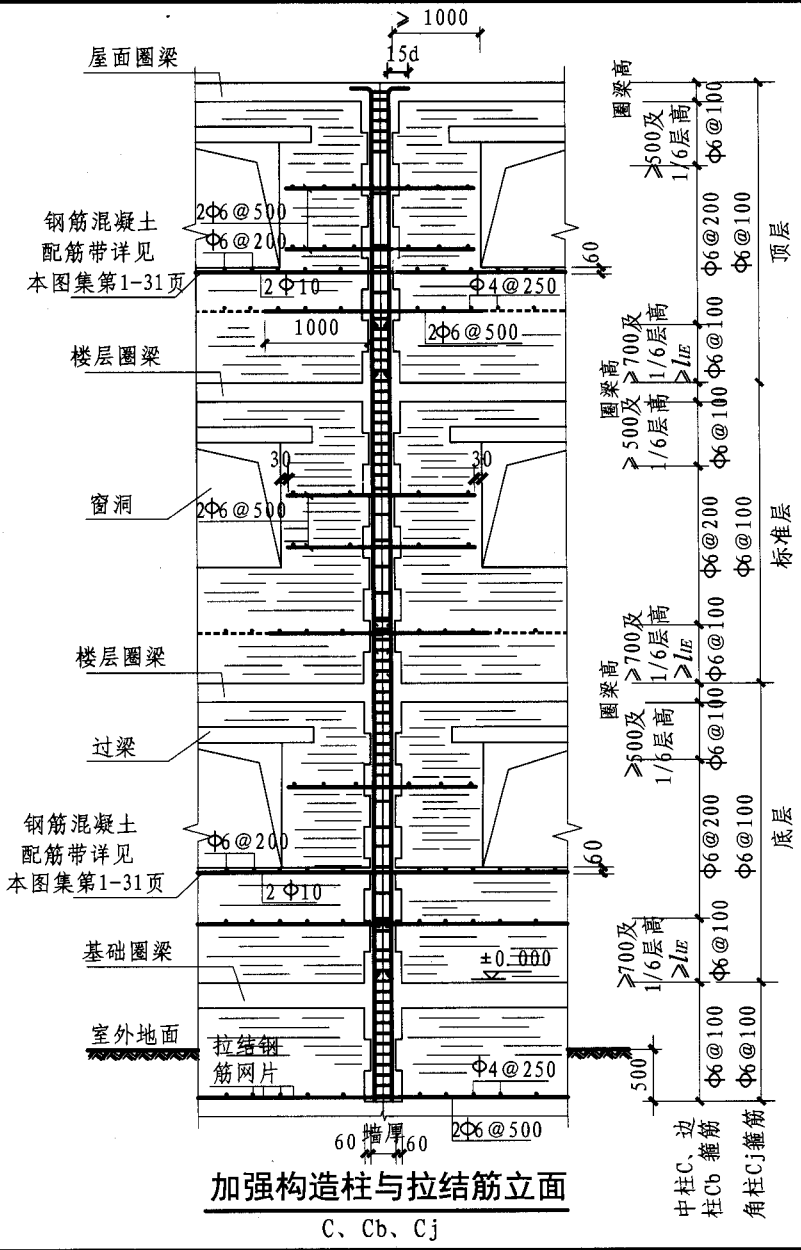 ≥ 1000
15d
屋面圈梁
2Φ6@500
钢筋混凝土
配筋带详见
本图集第1-31页
Φ6@200
2Φ10
Φ4@250
60
1000
2Φ6@500
楼层圈梁
30
30
窗洞
2Φ6@500
楼层圈梁
过梁
钢筋混凝土
配筋带详见
本图集第1-31页
Φ6@200
2Φ10
60
基础圈梁
±0.000
室外地面
拉结钢
筋网片
Φ4@250
500
2Φ6@500
60
墙厚
60
圈梁高
≥500及
1/6层高
Φ6@100
Φ6@200
Φ6@100
顶层
≥700及
1/6层高
≥llE
Φ6@100
圈梁高
≥500及
1/6层高
Φ6@100
Φ6@200
Φ6@100
标准层
≥700及
1/6层高
≥llE
Φ6@100
圈梁高
≥500及
1/6层高
Φ6@100
Φ6@200
Φ6@100
底层
≥700及
1/6层高
≥llE
Φ6@100
Φ6@100
Φ6@100
中柱C、边
柱Cb 箍筋
角柱Cj箍筋
加强构造柱与拉结筋立面
C、Cb、Cj